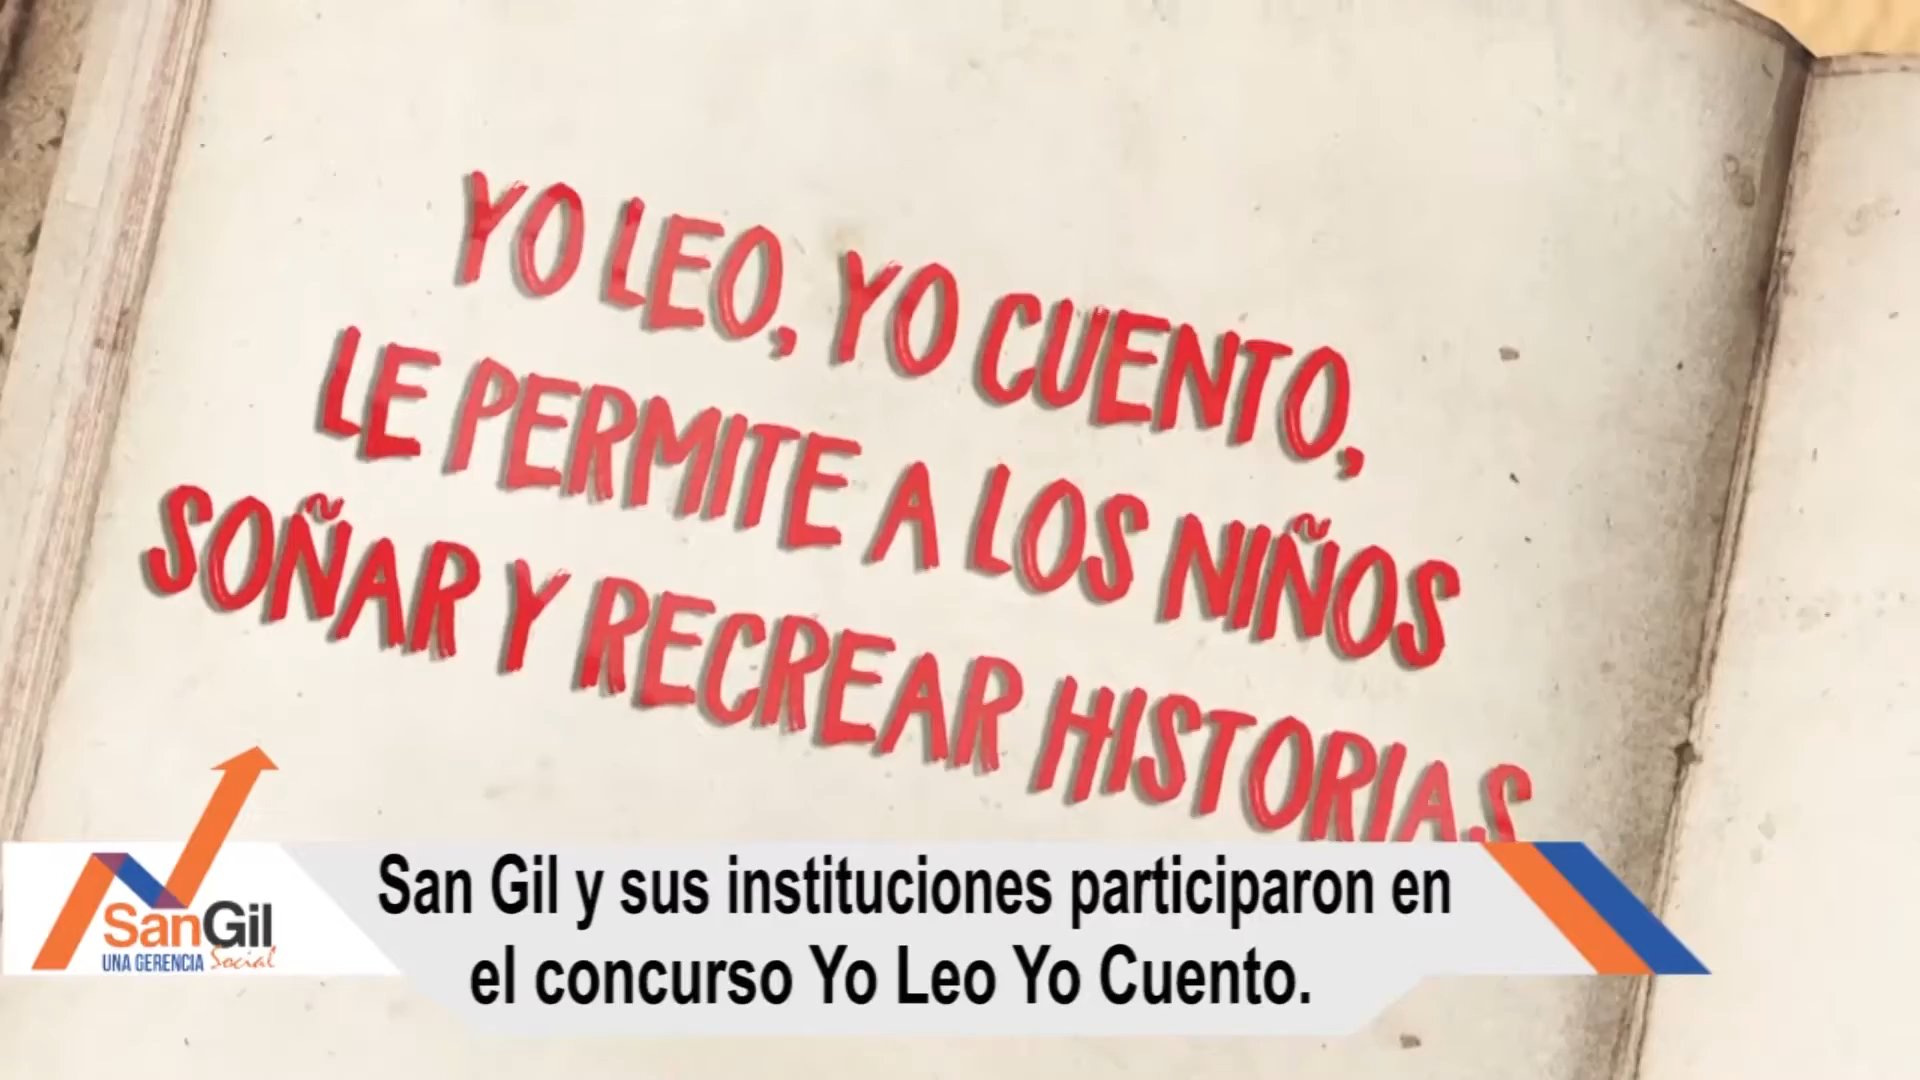 YO LEO, YO CUENTO,
LE PERMITE A LOS NIÑOS
SOÑAR Y RECREAR HISTORIAS
SanGil
UNA GERENCIA Social
San Gil y sus instituciones participaron en
el concurso Yo Leo Yo Cuento.